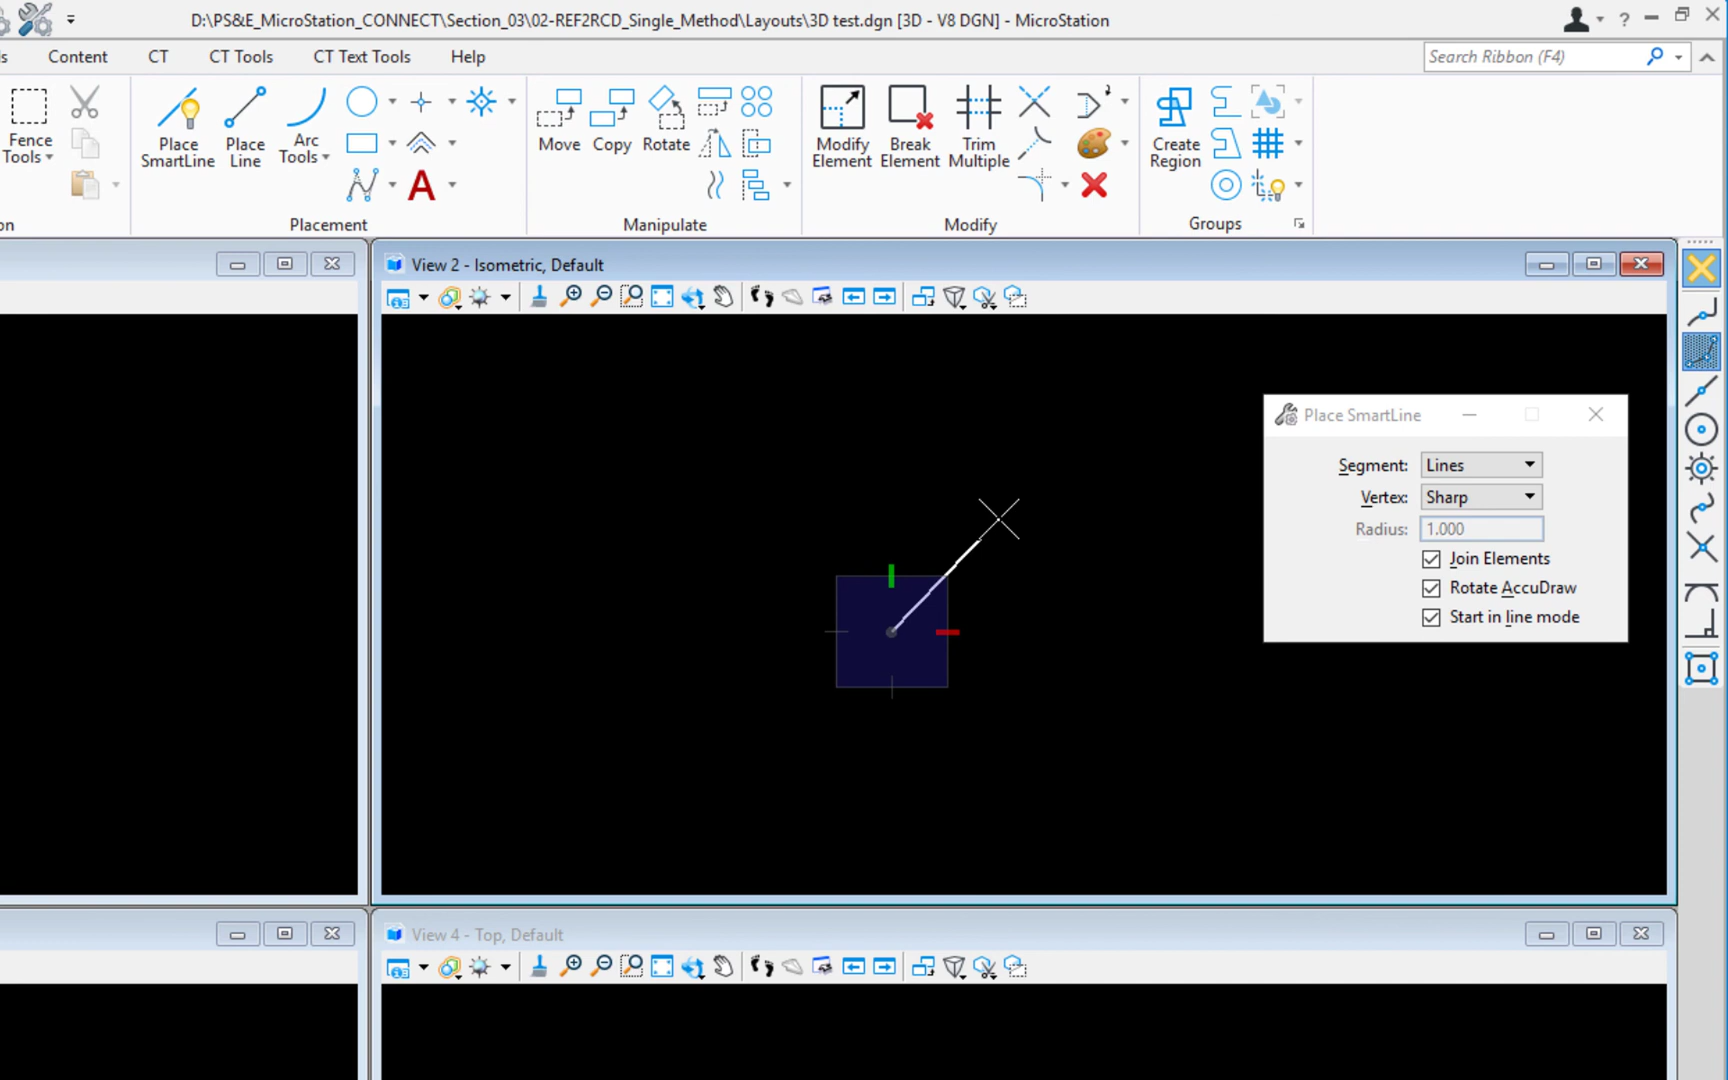 D:\PS&E_MicroStation_CONNECT\Section_03\02-REF2RCD_Single_Method\Layouts\3D test.dgn [3D - V8 DGN] - MicroStation
?
s Content CT CT Tools CT Text Tools Help
Search Ribbon (F4)
Fence Tools
Place SmartLine
Place Line
Arc Tools
A
Move
Copy
Rotate
Modify Element
Break Element
Trim Multiple
Create Region
on
Placement
Manipulate
Modify
Groups
View 2 - Isometric, Default
Place SmartLine
Segment: Lines
Vertex: Sharp
Radius: 1.000
Join Elements
Rotate AccuDraw
Start in line mode
View 4 - Top, Default